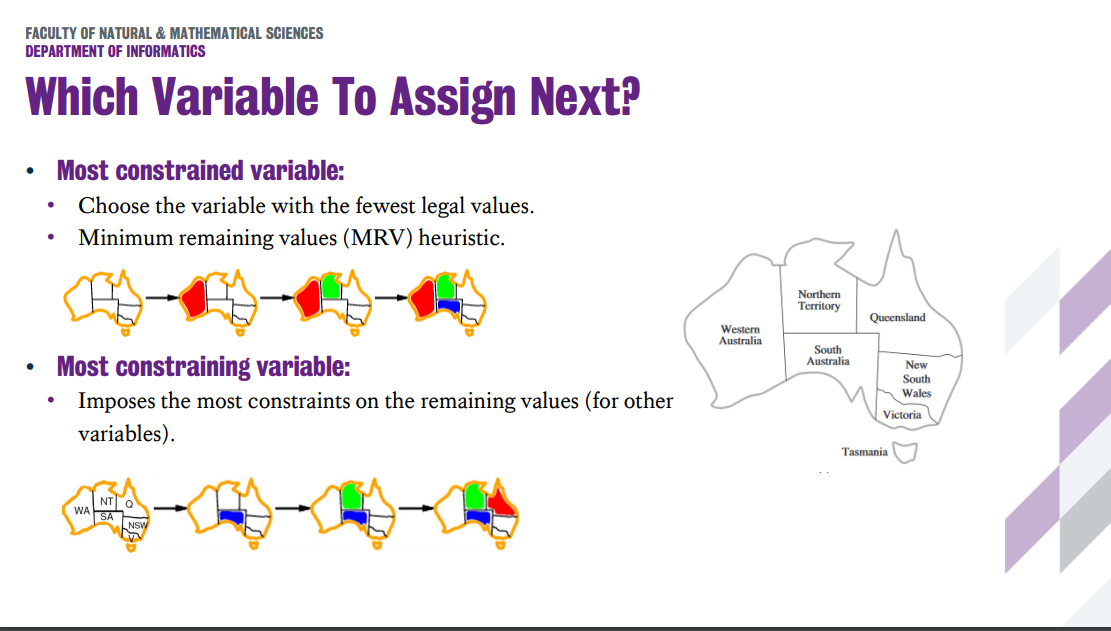 FACULTY OF NATURAL & MATHEMATICAL SCIENCES
DEPARTMENT OF INFORMATICS
Which Variable To Assign Next?
• Most constrained variable:
• Choose the variable with the fewest legal values.
• Minimum remaining values (MRV) heuristic.
• Most constraining variable:
• Imposes the most constraints on the remaining values (for other
variables).
WA
NT
Q
SA
NSW
V
Northern
Territory
Queensland
Western
Australia
South
Australia
New
South
Wales
Victoria
Tasmania